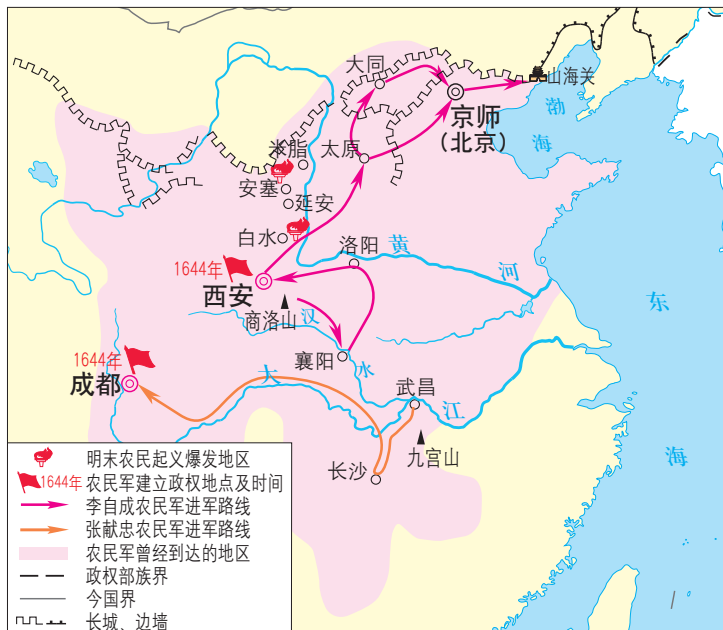 大同
山海关
京师
(北京)
渤
海
米脂
太原
安塞
延安
白水
洛阳
黄
河
1644年
西安
商洛山
汉
水
东
海
襄阳
1644年
成都
大
江
武昌
九宫山
长沙
明末农民起义爆发地区
1644年 农民军建立政权地点及时间
李自成农民军进军路线
张献忠农民军进军路线
农民军曾经到达的地区
政权部族界
今国界
长城、边墙